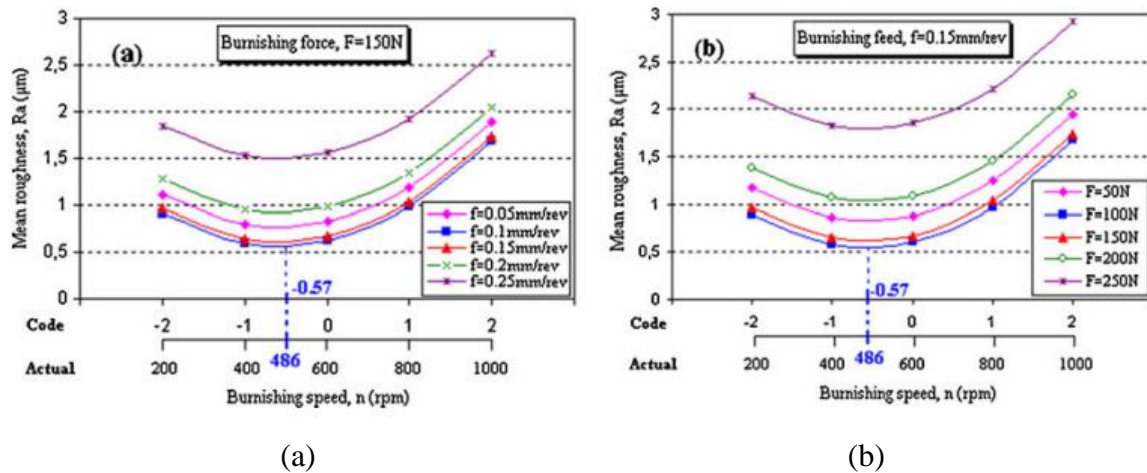 (a)
Burnishing force, F=150N
Mean roughness, Ra (µm)
3
2,5
2
1,5
1
0,5
0
f=0.05mm/rev
f=0.1mm/rev
f=0.15mm/rev
f=0.2mm/rev
f=0.25mm/rev
-0.57
Code
-2 -1 0 1 2
Actual
486
200 400 600 800 1000
Burnishing speed, n (rpm)
(a)
(b)
Burnishing feed, f=0.15mm/rev
Mean roughness, Ra (µm)
3
2,5
2
1,5
1
0,5
0
F=50N
F=100N
F=150N
F=200N
F=250N
-0.57
Code
-2 -1 0 1 2
Actual
486
200 400 600 800 1000
Burnishing speed, n (rpm)
(b)